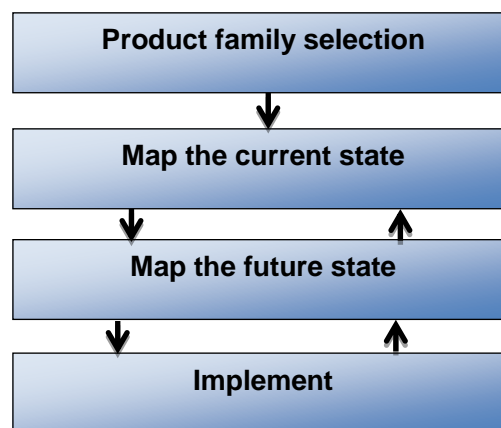 Product family selection
Map the current state
Map the future state
Implement